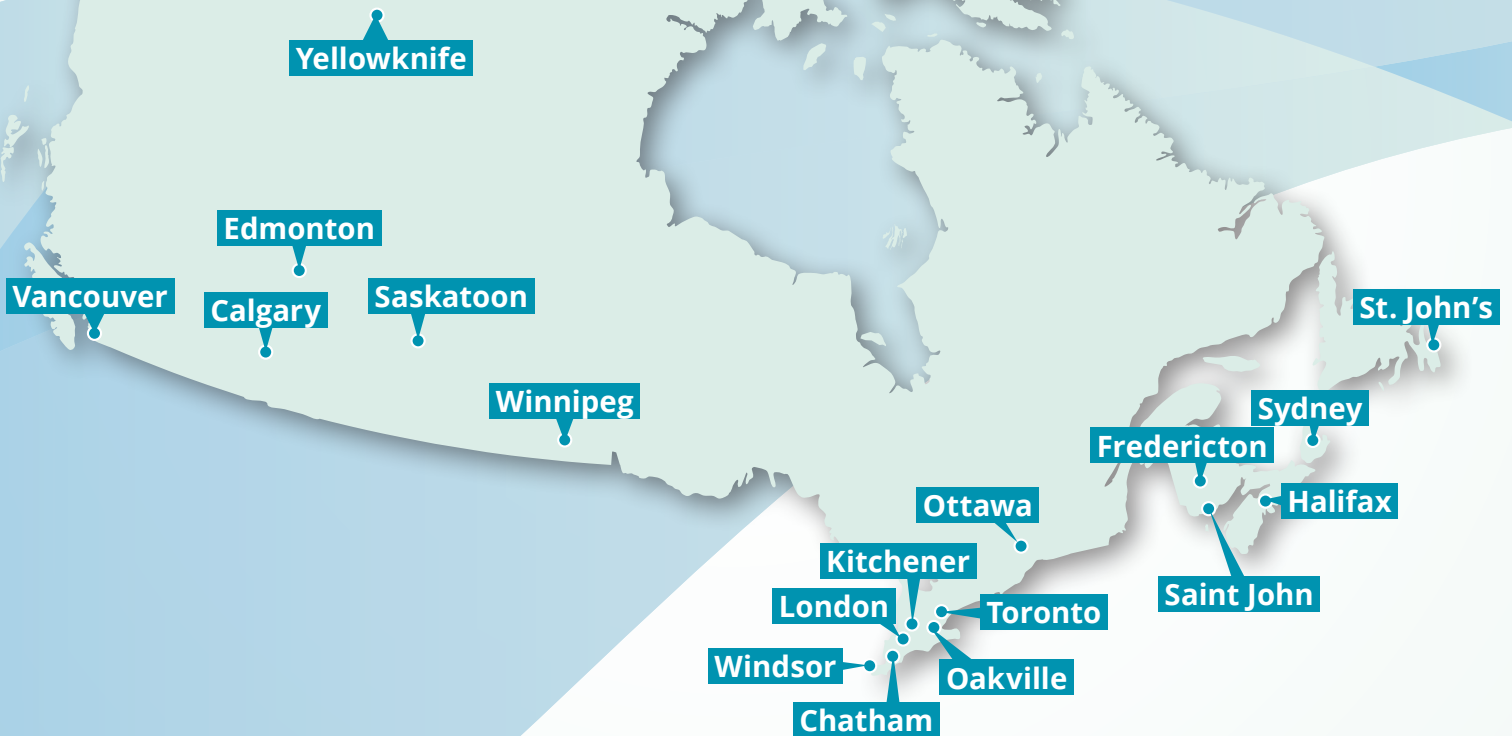 Yellowknife
Edmonton
Vancouver
Calgary
Saskatoon
St. John’s
Winnipeg
Sydney
Fredericton
Ottawa
Halifax
Kitchener
London
Saint John
Toronto
Windsor
Oakville
Chatham